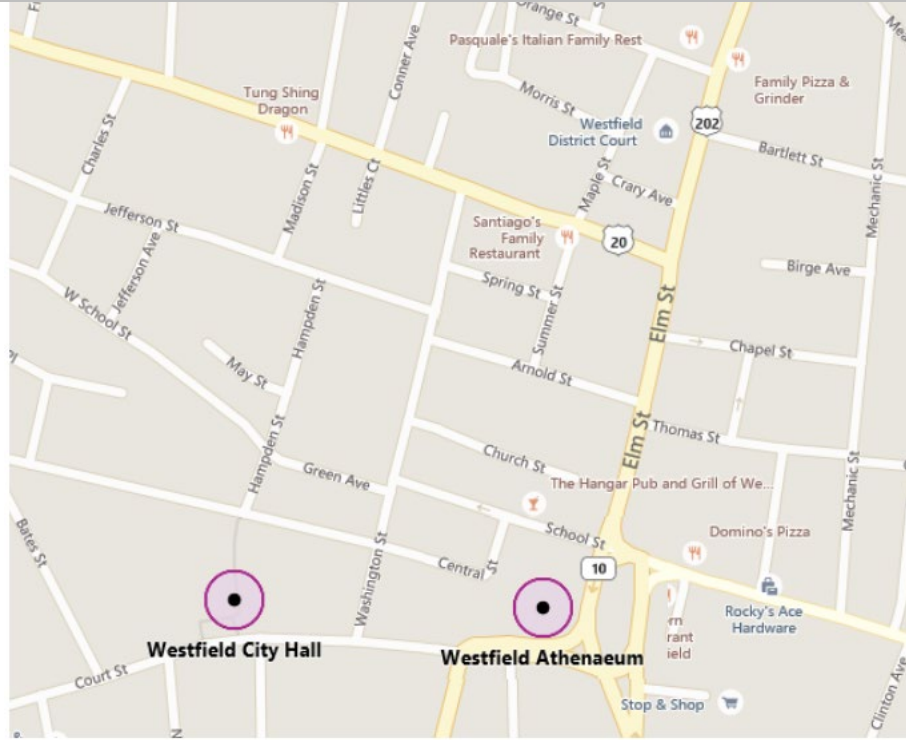 Orange St
Pasquale's Italian Family Rest
Conner Ave
Family Pizza &
Grinder
Tung Shing
Dragon
Morris St
Westfield
District Court
202
Charles St
Bartlett St
Mechanic St
Madison St
Littles Ct
Maple St
Crary Ave
Jefferson St
Santiago's
Family
Restaurant
20
Jefferson Ave
Spring St
Birge Ave
W School St
Hampden St
Summer St
Elm St
Chapel St
May St
Arnold St
Elm St
Thomas St
Hampden St
Church St
Green Ave
The Hangar Pub and Grill of We...
Mechanic St
School St
Domino's Pizza
Bates St
Washington St
Central St
10
Rocky's Ace
Hardware
rn
rant
ield
Westfield City Hall
Westfield Athenaeum
Court St
Stop & Shop
Clinton Ave
N